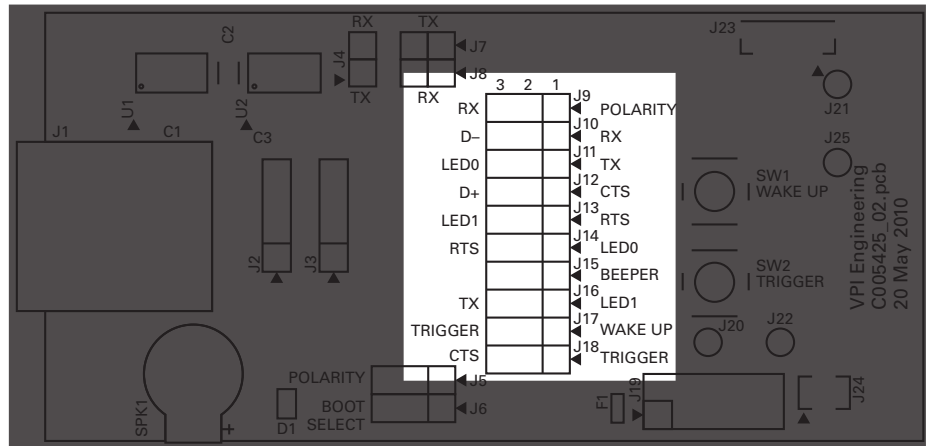 RX
TX
J23
C2
J4
J7
J8
TX
RX
U1
U2
J1
C1
C3
3 2 1
RX
J9
POLARITY
D–
J10
RX
LED0
J11
TX
D+
J12
CTS
LED1
J13
RTS
RTS
J14
LED0
J15
BEEPER
TX
J16
LED1
TRIGGER
J17
WAKE UP
CTS
J18
TRIGGER
J21
J25
SW1
WAKE UP
SW2
TRIGGER
J20
J22
VPI Engineering
C005425_02.pcb
20 May 2010
J2
J3
POLARITY
J5
BOOT
SELECT
J6
SPK1
+
D1
F1
J19
J24